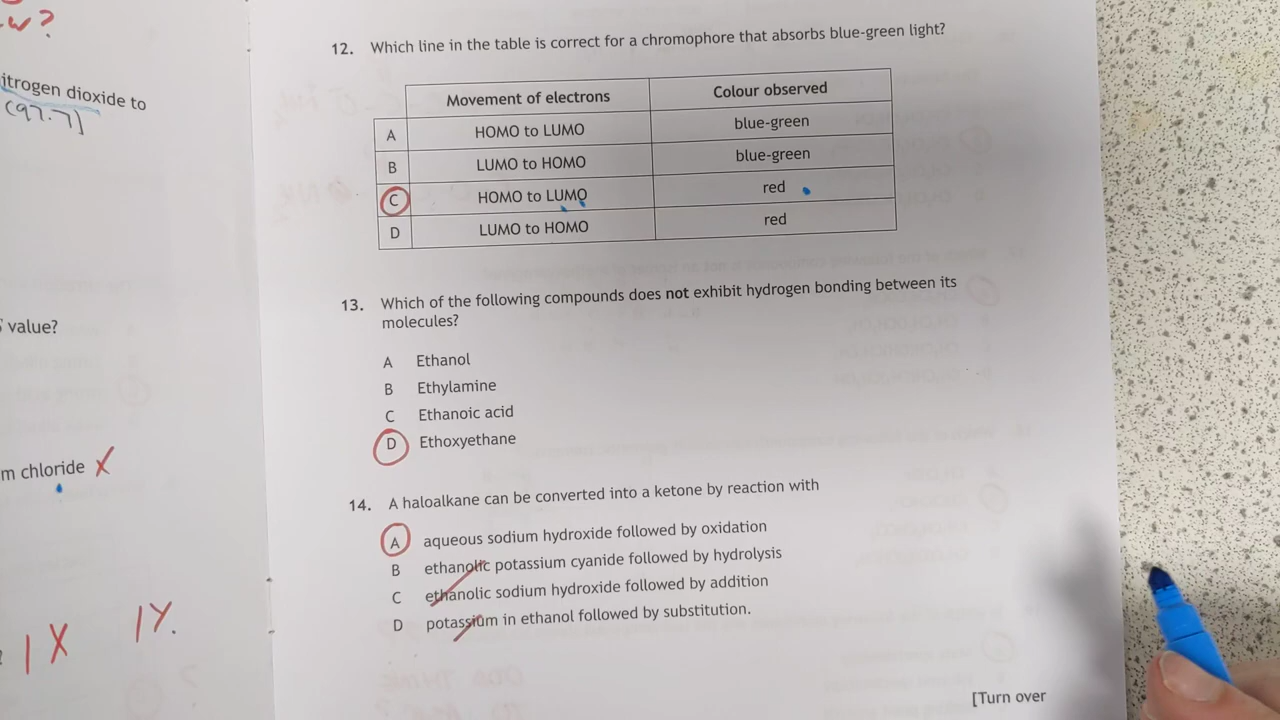 -w?
itrogen dioxide to
(97.7]
value?
m chloride X
1X 1Y.
12. Which line in the table is correct for a chromophore that absorbs blue-green light?
Movement of electrons Colour observed
A HOMO to LUMO blue-green
B LUMO to HOMO blue-green
C HOMO to LUMO red
D LUMO to HOMO red
13. Which of the following compounds does not exhibit hydrogen bonding between its
molecules?
A Ethanol
B Ethylamine
C Ethanoic acid
D Ethoxyethane
14. A haloalkane can be converted into a ketone by reaction with
A aqueous sodium hydroxide followed by oxidation
B ethanolic potassium cyanide followed by hydrolysis
C ethanolic sodium hydroxide followed by addition
D potassium in ethanol followed by substitution.
[Turn over